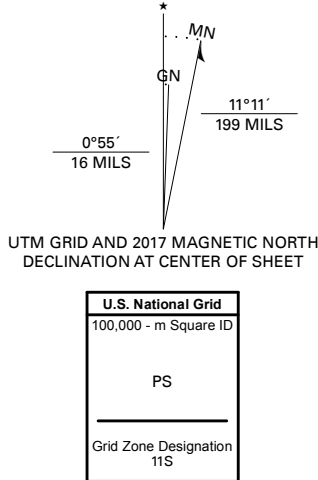 MN
GN
11°11´
199 MILS
0°55´
16 MILS
UTM GRID AND 2017 MAGNETIC NORTH
DECLINATION AT CENTER OF SHEET
U.S. National Grid
100,000 - m Square ID
PS
Grid Zone Designation
11S